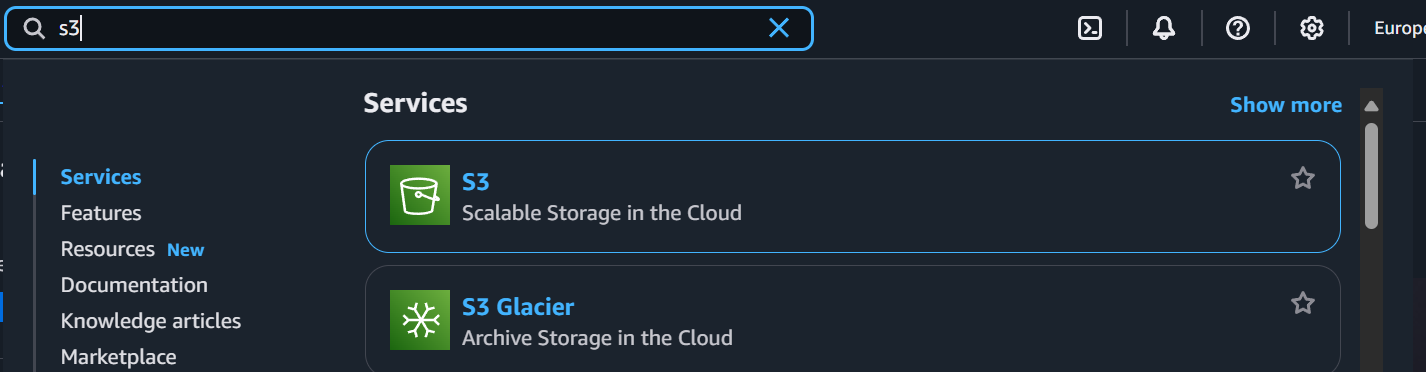 s3
Europe
Services
Show more
Services
Features
Resources New
Documentation
Knowledge articles
Marketplace
S3
Scalable Storage in the Cloud
S3 Glacier
Archive Storage in the Cloud